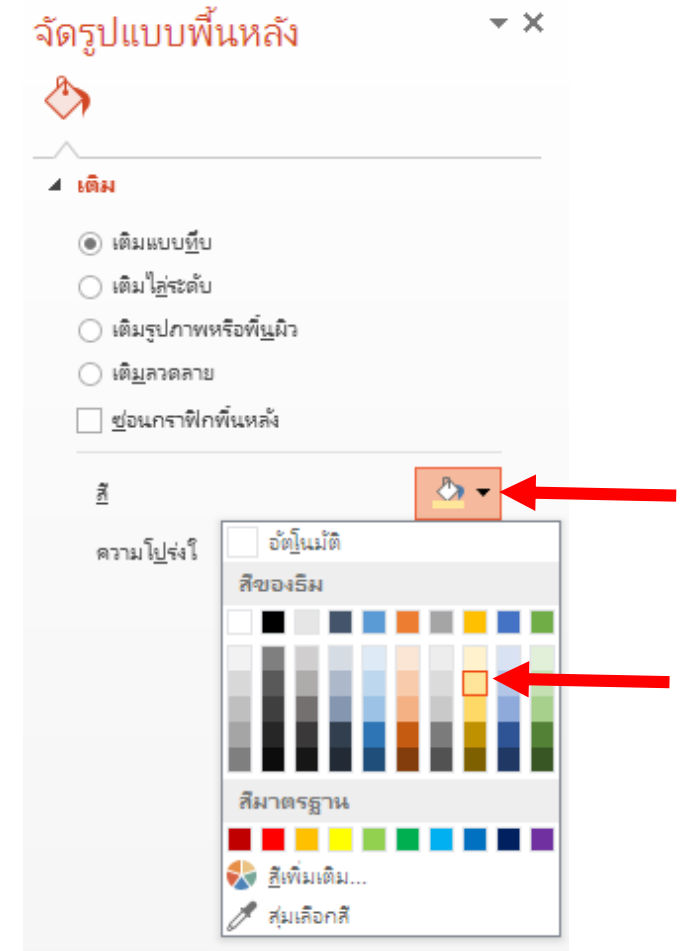 จัดรูปแบบพื้นหลัง
เติม
เติมแบบทึบ
เติมไล่ระดับ
เติมรูปภาพหรือพื้นผิว
เติมลวดลาย
ซ่อนกราฟิกพื้นหลัง
สี
ความโปร่งใ
อัตโนมัติ
สีของธีม
สีมาตรฐาน
สีเพิ่มเติม...
สุ่มเลือกสี